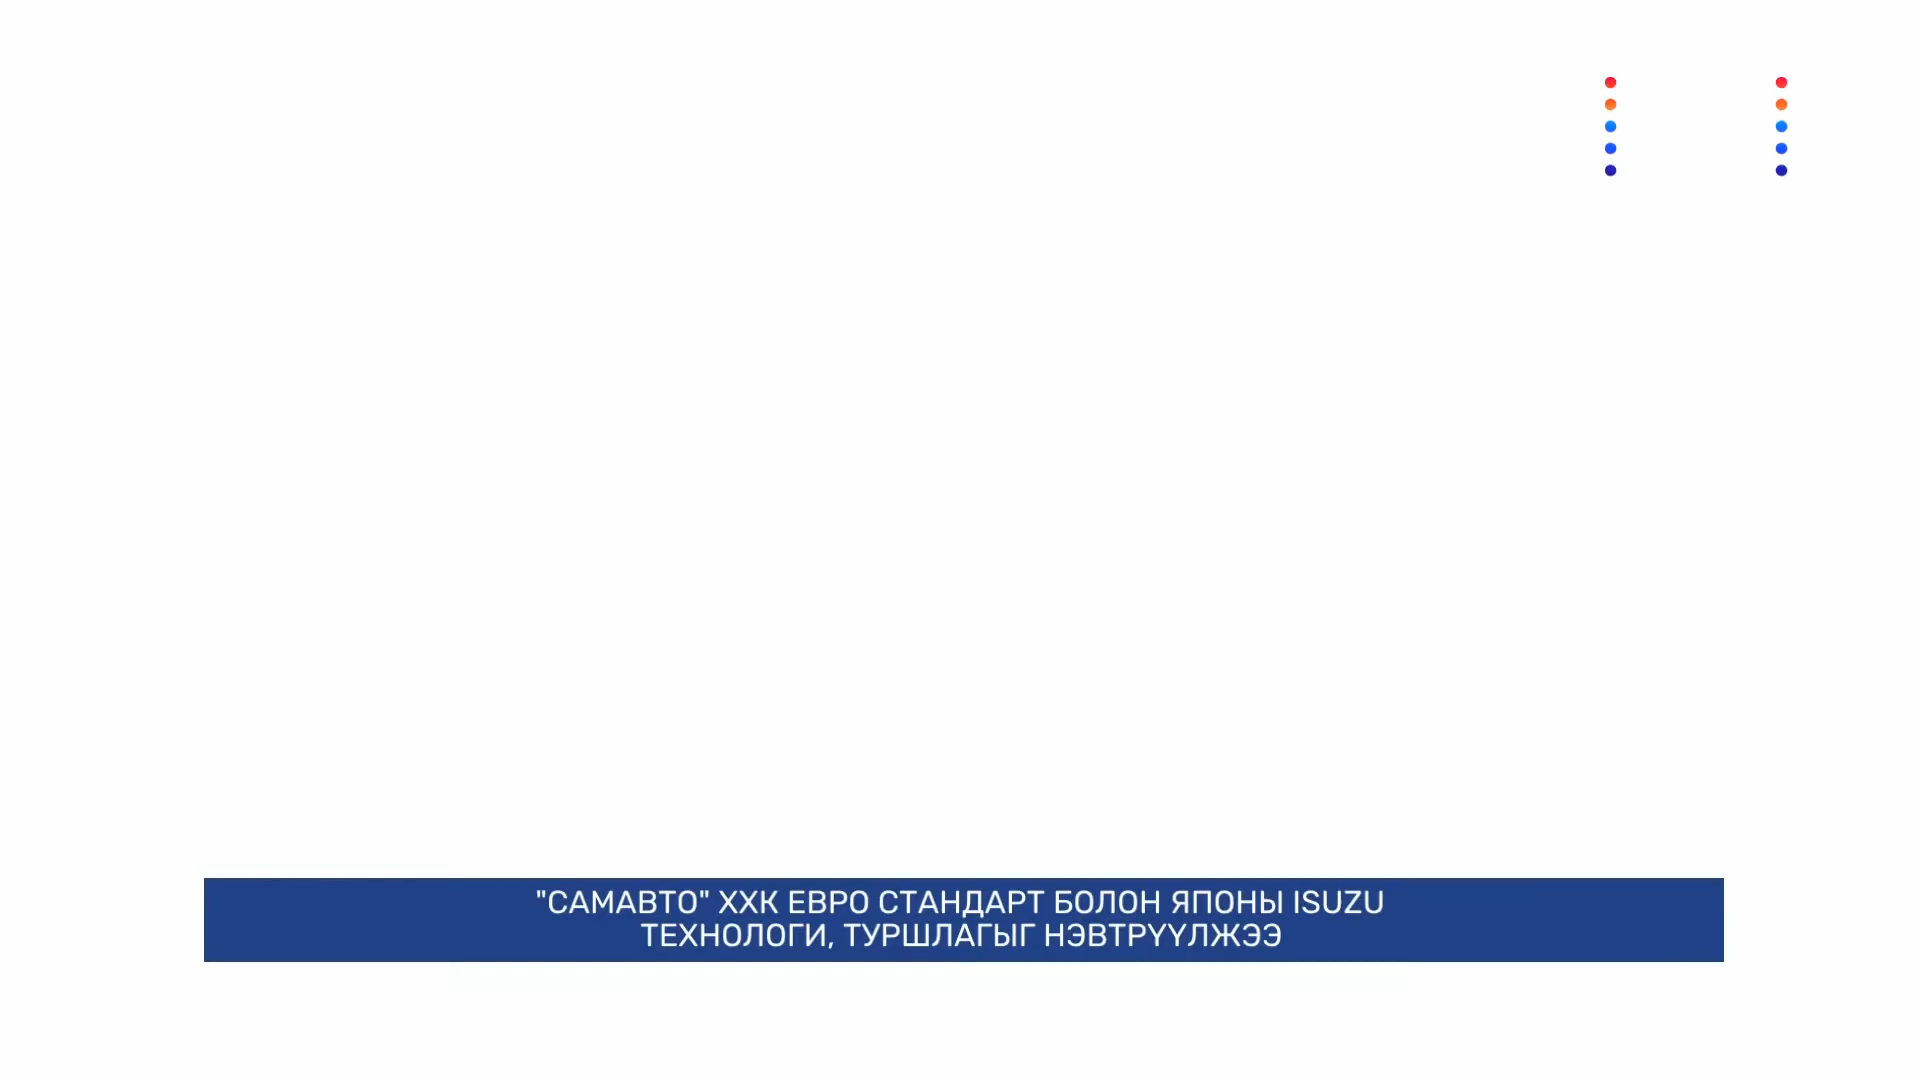 "САМАВТО" ХХК ЕВРО СТАНДАРТ БОЛОН ЯПОНЫ ISUZU
ТЕХНОЛОГИ, ТУРШЛАГЫГ НЭВТРҮҮЛЖЭЭ